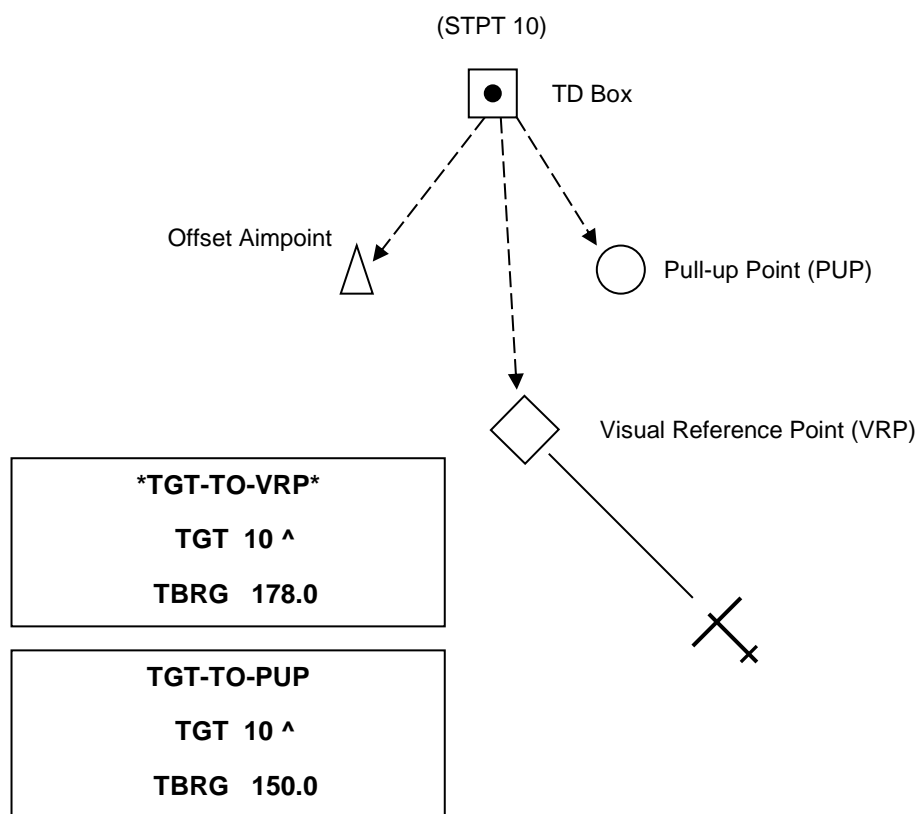 (STPT 10)
TD Box
Offset Aimpoint
Pull-up Point (PUP)
Visual Reference Point (VRP)
*TGT-TO-VRP*
TGT 10 ^
TBRG 178.0
TGT-TO-PUP
TGT 10 ^
TBRG 150.0